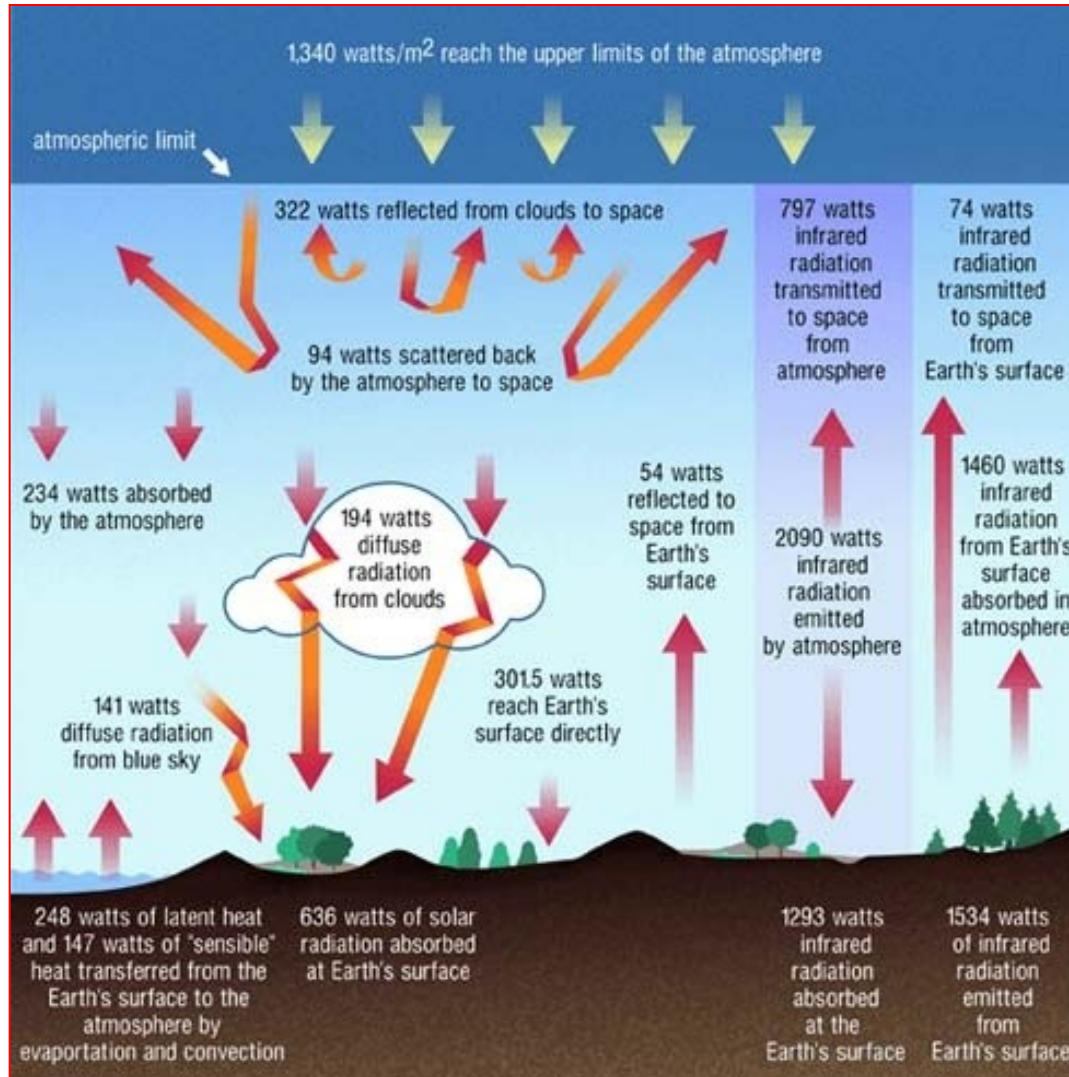 1,340 watts/m² reach the upper limits of the atmosphere
atmospheric limit
322 watts reflected from clouds to space
797 watts
infrared
radiation
transmitted
to space
from
atmosphere
74 watts
infrared
radiation
transmitted
to space
from
Earth's surface
94 watts scattered back
by the atmosphere to space
234 watts absorbed
by the atmosphere
194 watts
diffuse
radiation
from clouds
54 watts
reflected to
space from
Earth's
surface
2090 watts
infrared
radiation
emitted
by atmosphere
1460 watts
infrared
radiation
from Earth's
surface
absorbed in
atmosphere
141 watts
diffuse radiation
from blue sky
301.5 watts
reach Earth's
surface directly
248 watts of latent heat
and 147 watts of "sensible"
heat transferred from the
Earth's surface to the
atmosphere by
evaportation and convection
636 watts of solar
radiation absorbed
at Earth's surface
1293 watts
infrared
radiation
absorbed
at the
Earth's surface
1534 watts
of infrared
radiation
emitted
from
Earth's surface